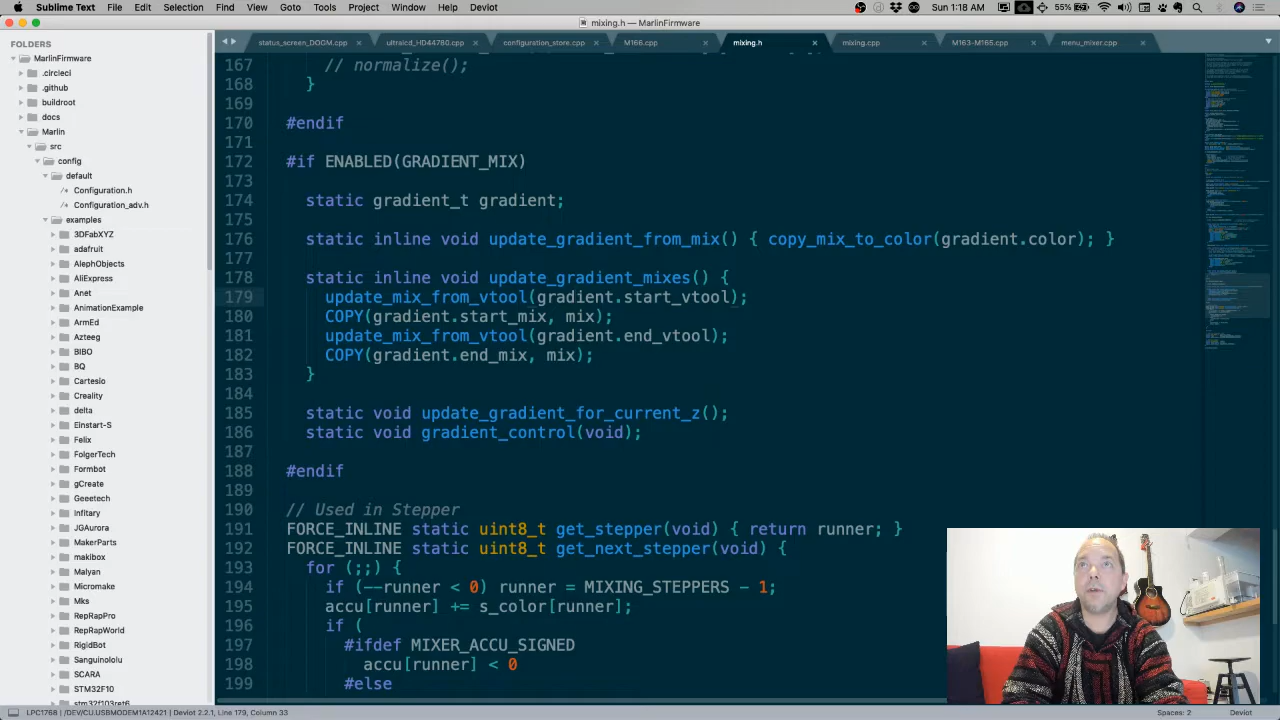 Sublime Text File Edit Selection Find View Goto Tools Project Window Help Deviot 55% Sunday 1:18 AM
mixing.h — MarlinFirmware
FOLDERS
MarlinFirmware
.circleci
.github
buildroot
docs
Marlin
src
config
default
/* Configuration.h
/* Configuration_adv.h
examples
3DFabXYZ
adafruit
AlephObjects
AliExpress
Anet
AnimationExample
ArmEd
Azteeg
BIBO
BQ
Cartesio
Creality
delta
Einstart-S
Felix
FolgerTech
Formbot
gCreate
Geeetech
Infitary
JGAurora
MakerParts
makibox
Malyan
Micromake
Mks
RepRapPro
RepRapWorld
RigidBot
Sanguinololu
SCARA
STM32F10
stm32f103ret6
status_screen_DOGM.cpp ultralcd_HD44780.cpp configuration_store.cpp M166.cpp mixing.h mixing.cpp M163-M165.cpp menu_mixer.cpp
167 // normalize();
168 }
169
170 #endif
171
172 #if ENABLED(GRADIENT_MIX)
173
174 static gradient_t gradient;
175
176 static inline void update_gradient_from_mix() { copy_mix_to_color(gradient.color); }
177
178 static inline void update_gradient_mixes() {
179 update_mix_from_vtool(gradient.start_vtool);
180 COPY(gradient.start_mix, mix);
181 update_mix_from_vtool(gradient.end_vtool);
182 COPY(gradient.end_mix, mix);
183 }
184
185 static void update_gradient_for_current_z();
186 static void gradient_control(void);
187
188 #endif
189
190 // Used in Stepper
191 FORCE_INLINE static uint8_t get_stepper(void) { return runner; }
192 FORCE_INLINE static uint8_t get_next_stepper(void) {
193 for (;;) {
194 if (--runner < 0) runner = MIXING_STEPPERS - 1;
195 accu[runner] += s_color[runner];
196 if (
197 #ifdef MIXER_ACCU_SIGNED
198 accu[runner] < 0
199 #else
LPC1768 | /DEV/CU.USBMODEM1A12421 | Deviot 2.2.1, Line 179, Column 33 Spaces: 2 Deviot